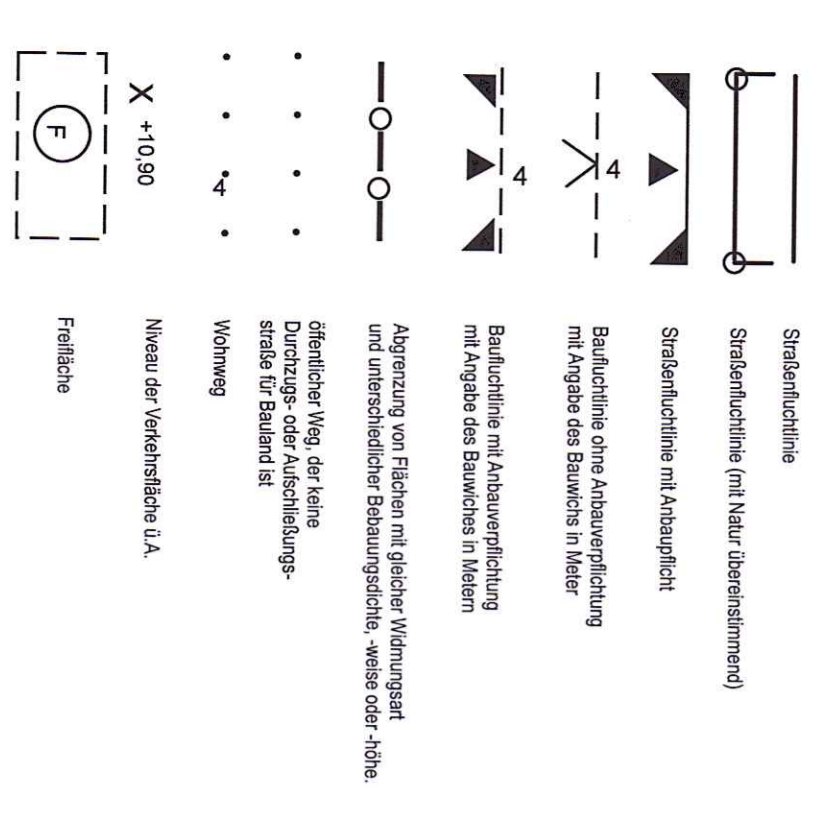 Straßenfluchtlinie
Straßenfluchtlinie (mit Natur übereinstimmend)
Straßenfluchtlinie mit Anbaupflicht
4
Baufluchtlinie ohne Anbauverpflichtung
mit Angabe des Bauwichs in Meter
4
Baufluchtlinie mit Anbauverpflichtung
mit Angabe des Bauwiches in Metern
Abgrenzung von Flächen mit gleicher Widmungsart
und unterschiedlicher Bebauungsdichte, -weise oder -höhe.
öffentlicher Weg, der keine
Durchzugs- oder Aufschließungs-
straße für Bauland ist
4
Wohnweg
X +10,90
Niveau der Verkehrsfläche ü.A.
F
Freifläche